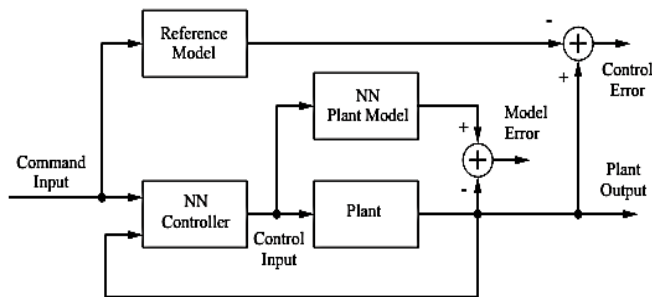 Reference
Model
-
+
+
Control
Error
NN
Plant Model
Model
Error
+
+
-
Command
Input
NN
Controller
Control
Input
Plant
Plant
Output